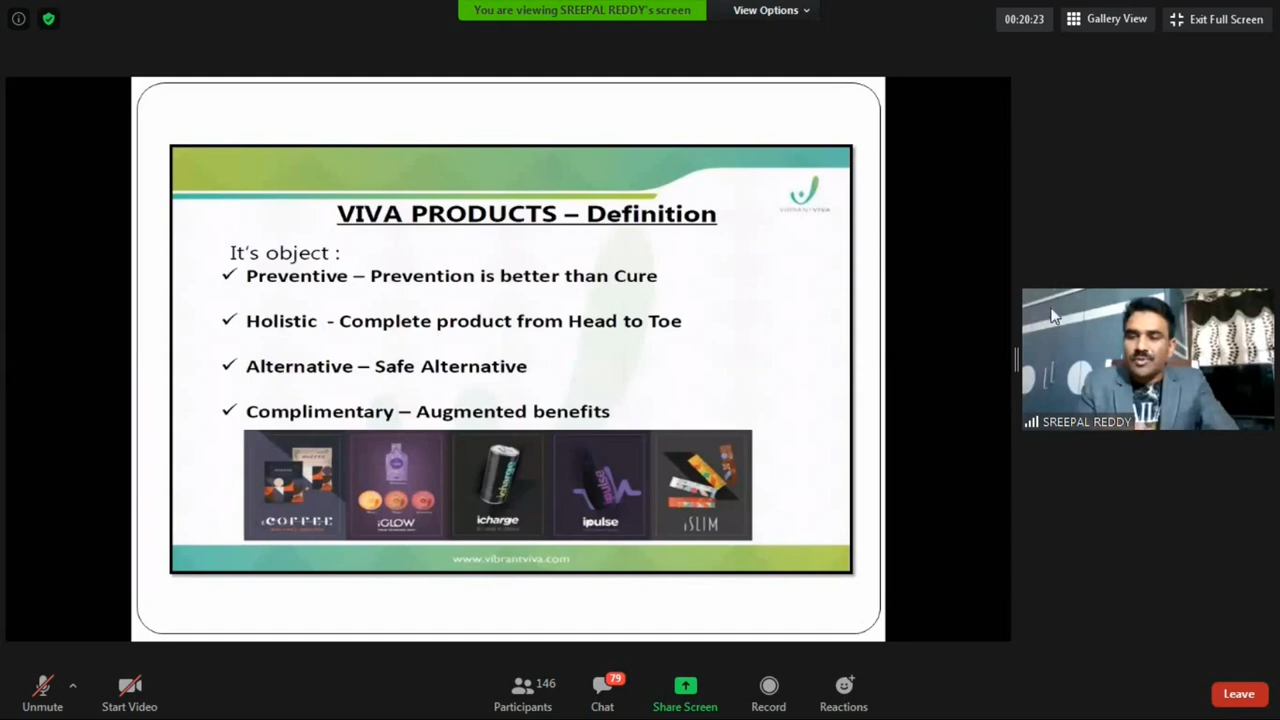 You are viewing SREEPAL REDDY's screen
View Options
00:20:23
Gallery View
Exit Full Screen
VIBRANT VIVA
VIVA PRODUCTS – Definition
It's object :
✓ Preventive – Prevention is better than Cure
✓ Holistic - Complete product from Head to Toe
✓ Alternative – Safe Alternative
✓ Complimentary – Augmented benefits
iCOFFEE
iGLOW
icharge
ipulse
iSLIM
www.vibrantviva.com
SREEPAL REDDY
Unmute
Start Video
146
Participants
79
Chat
Share Screen
Record
Reactions
Leave